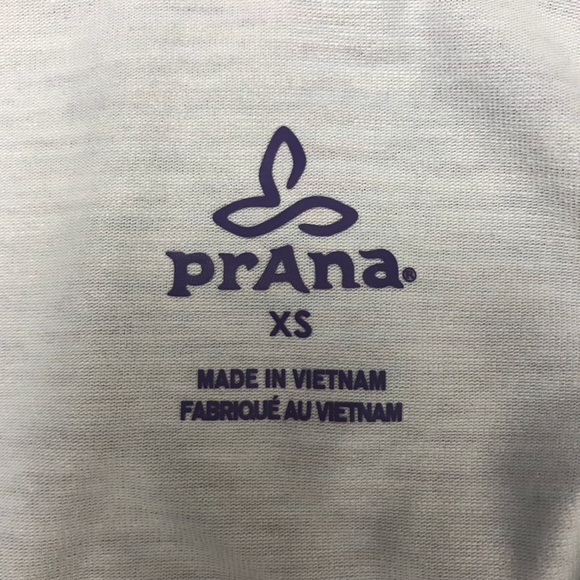 prAna®
XS
MADE IN VIETNAM
FABRIQUÉ AU VIETNAM